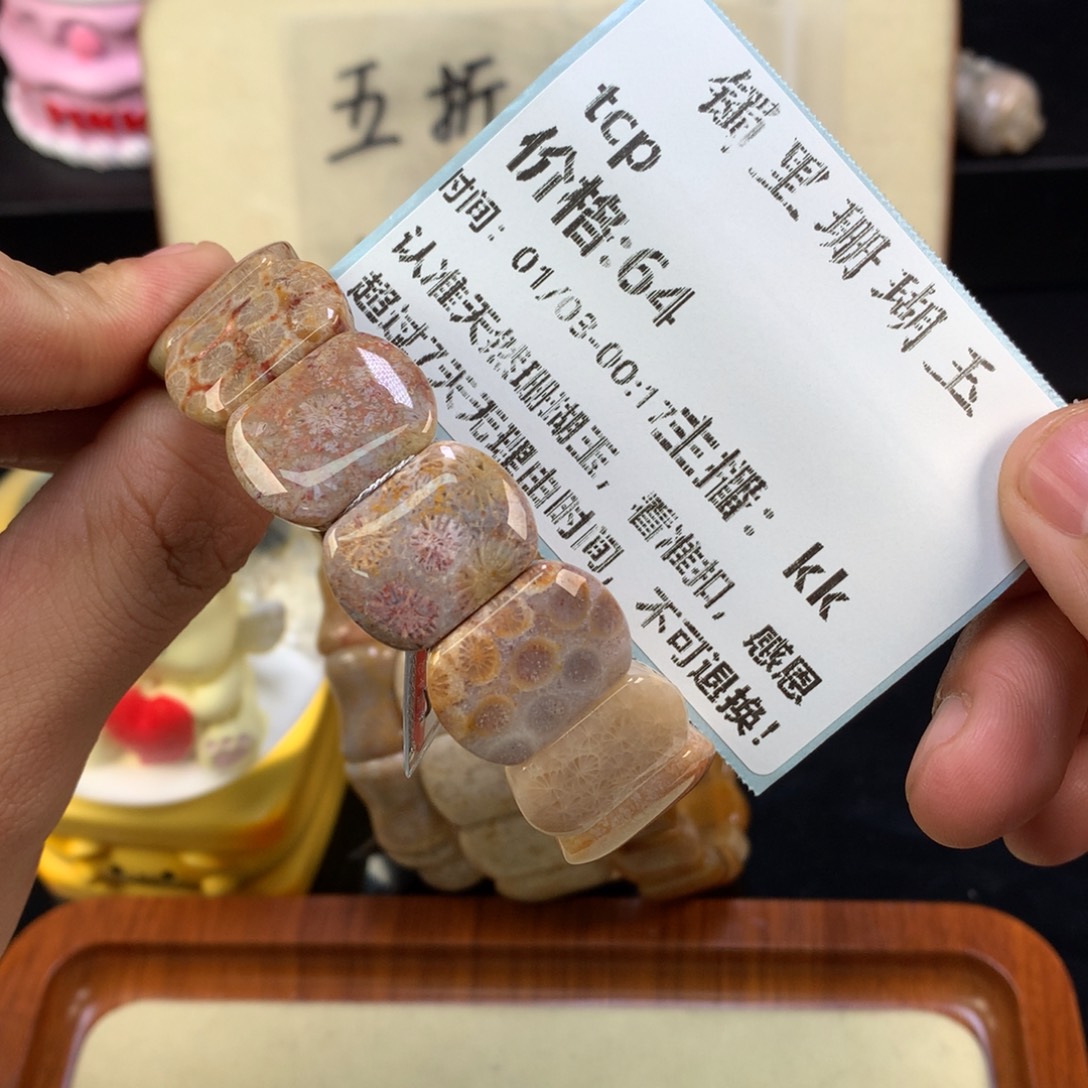 五折
珊瑚玉
tcp
价格:64
时间: 01/03-00:17主播: kk
认准天然珊瑚玉, 看准扣, 感恩
超过7天无理由时间, 不可退换!